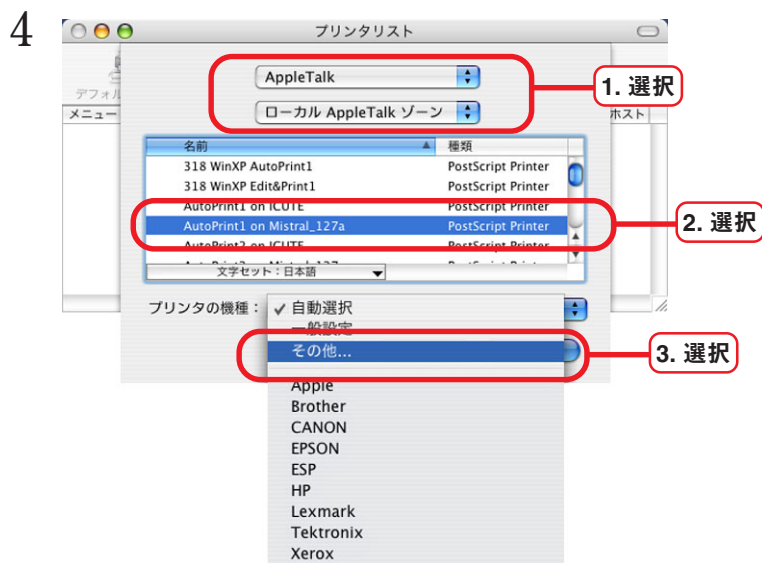 4
プリンタリスト
AppleTalk
1. 選択
ローカル AppleTalk ゾーン
デフォル
メニュー
ホスト
名前 種類
318 WinXP AutoPrint1 PostScript Printer
318 WinXP Edit&Print1 PostScript Printer
AutoPrint1 on ICUTE PostScript Printer
AutoPrint1 on Mistral_127a PostScript Printer
2. 選択
AutoPrint2 on ICUTE PostScript Printer
文字セット：日本語
プリンタの機種： ✓ 自動選択
一般設定
その他...
3. 選択
Apple
Brother
CANON
EPSON
ESP
HP
Lexmark
Tektronix
Xerox